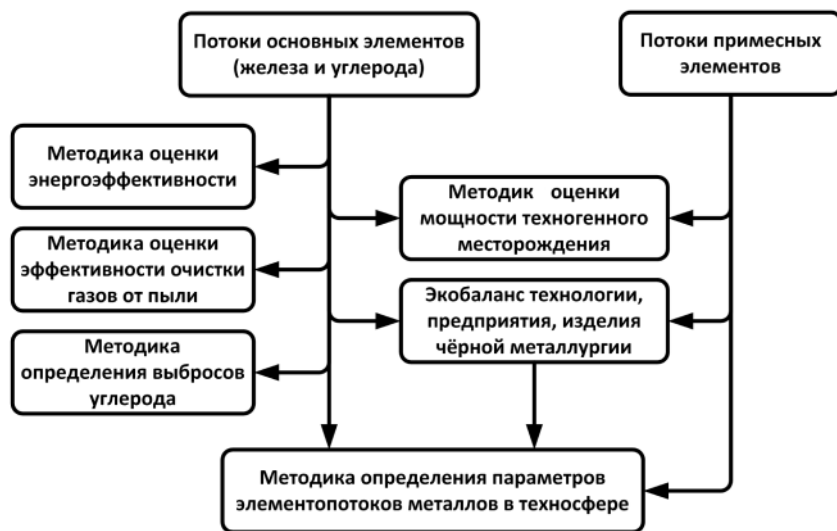 Потоки основных элементов
(железа и углерода)
Потоки примесных
элементов
Методика оценки
энергоэффективности
Методик оценки
мощности техногенного
месторождения
Методика оценки
эффективности очистки
газов от пыли
Экобаланс технологии,
предприятия, изделия
чёрной металлургии
Методика
определения выбросов
углерода
Методика определения параметров
элементопотоков металлов в техносфере